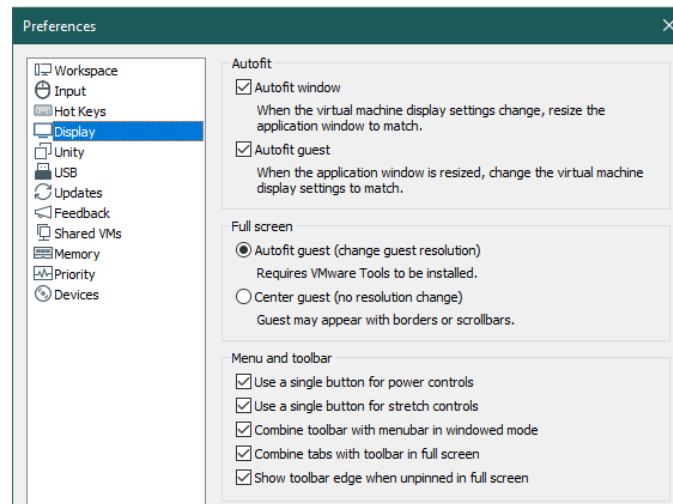 Preferences
Workspace
Input
Hot Keys
Display
Unity
USB
Updates
Feedback
Shared VMs
Memory
Priority
Devices
Autofit
Autofit window
When the virtual machine display settings change, resize the
application window to match.
Autofit guest
When the application window is resized, change the virtual machine
display settings to match.
Full screen
Autofit guest (change guest resolution)
Requires VMware Tools to be installed.
Center guest (no resolution change)
Guest may appear with borders or scrollbars.
Menu and toolbar
Use a single button for power controls
Use a single button for stretch controls
Combine toolbar with menubar in windowed mode
Combine tabs with toolbar in full screen
Show toolbar edge when unpinned in full screen